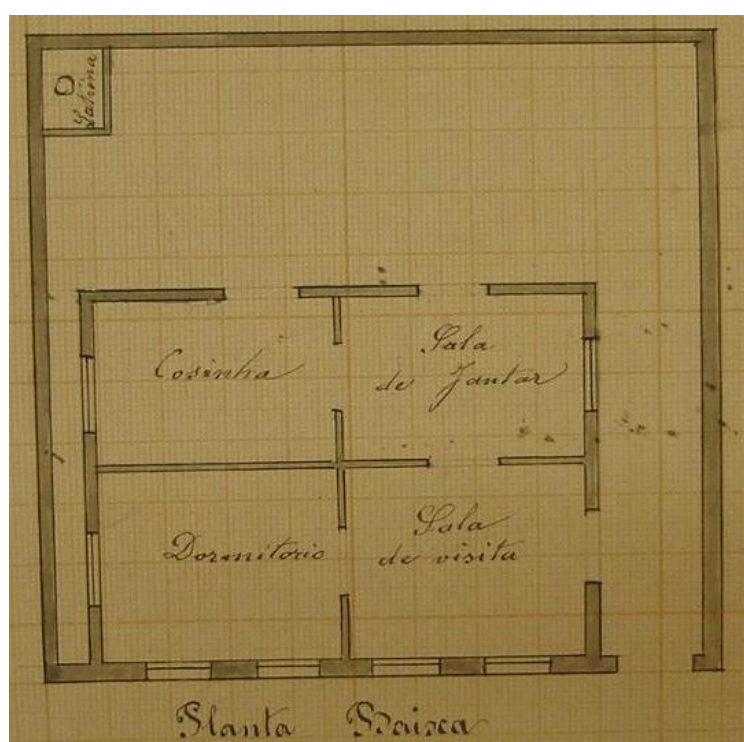 Latrina
Cosinha
Sala
de Jantar
Dormitorio
Sala
de visita
Planta Baixa